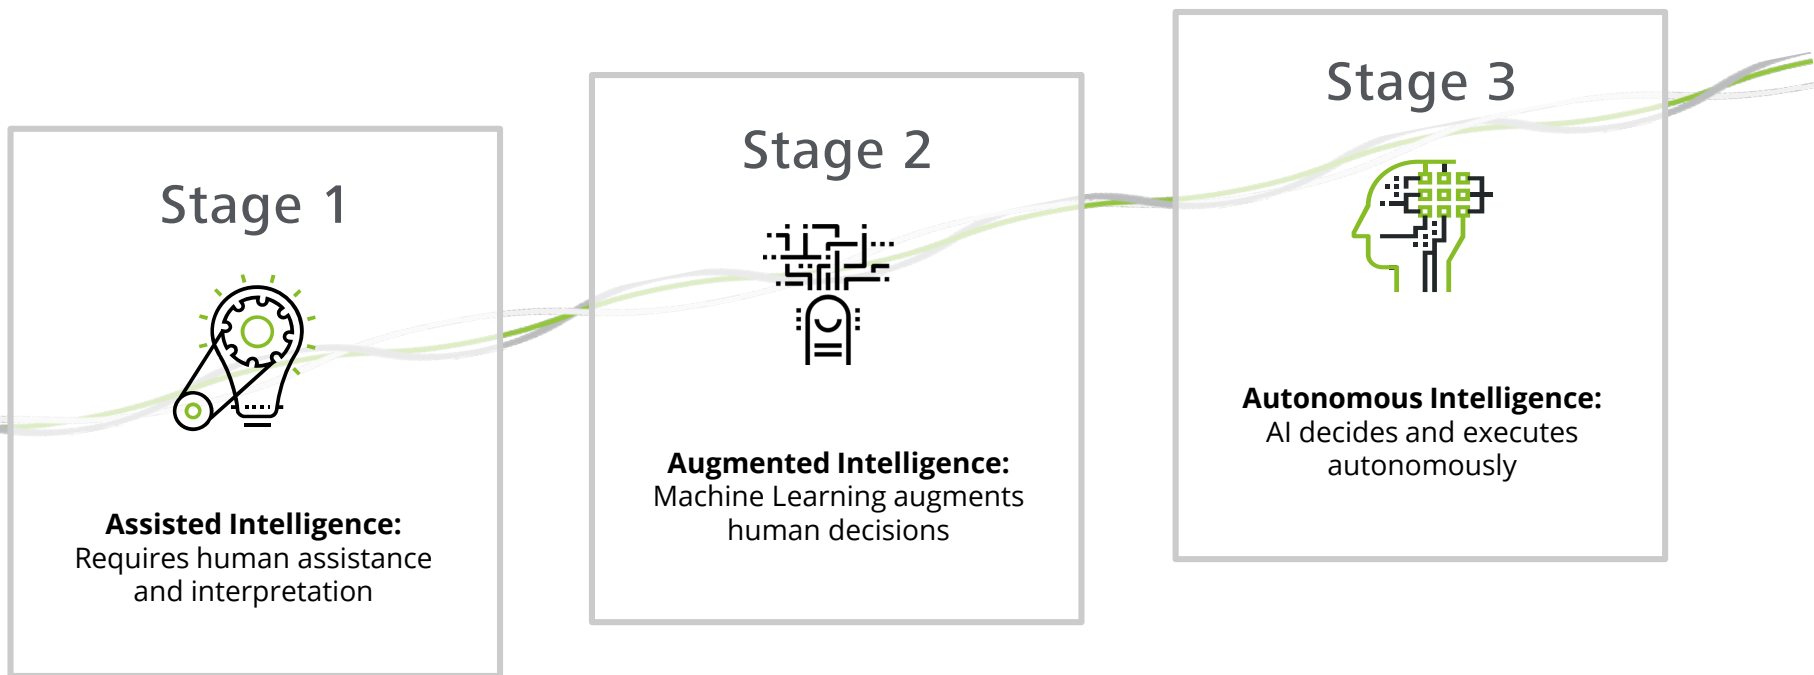 Stage 1
Assisted Intelligence:
Requires human assistance
and interpretation
Stage 2
Augmented Intelligence:
Machine Learning augments
human decisions
Stage 3
Autonomous Intelligence:
AI decides and executes
autonomously